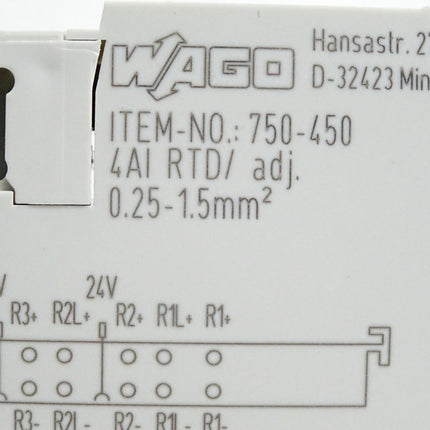 WAGO
Hansastr. 2
D-32423 Min
ITEM-NO.: 750-450
4AI RTD/ adj.
0.25-1.5mm²
V 24V
R3+ R2L+ R2+ R1L+ R1+
R3- R2L- R2- R1L- R1-